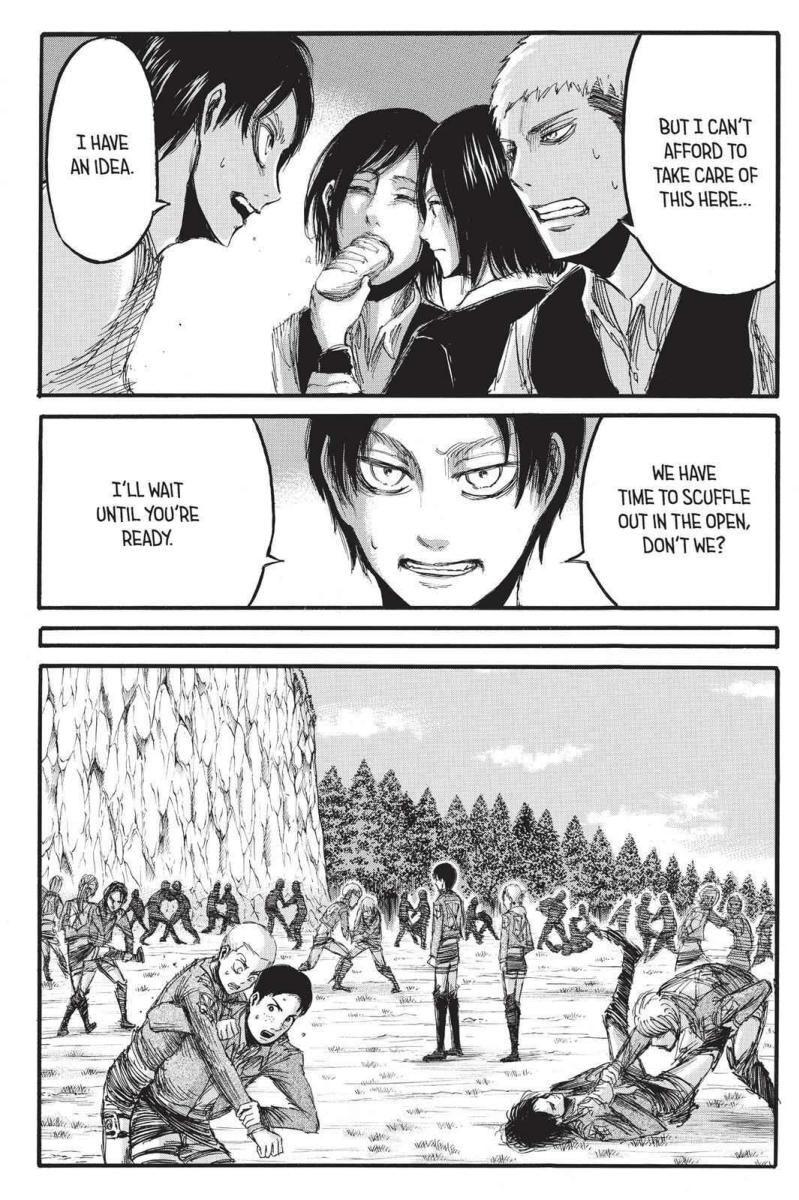 BUT I CAN'T
AFFORD TO
TAKE CARE OF
THIS HERE...
I HAVE
AN IDEA.
WE HAVE
TIME TO SCUFFLE
OUT IN THE OPEN,
DON'T WE?
I'LL WAIT
UNTIL YOU'RE
READY.